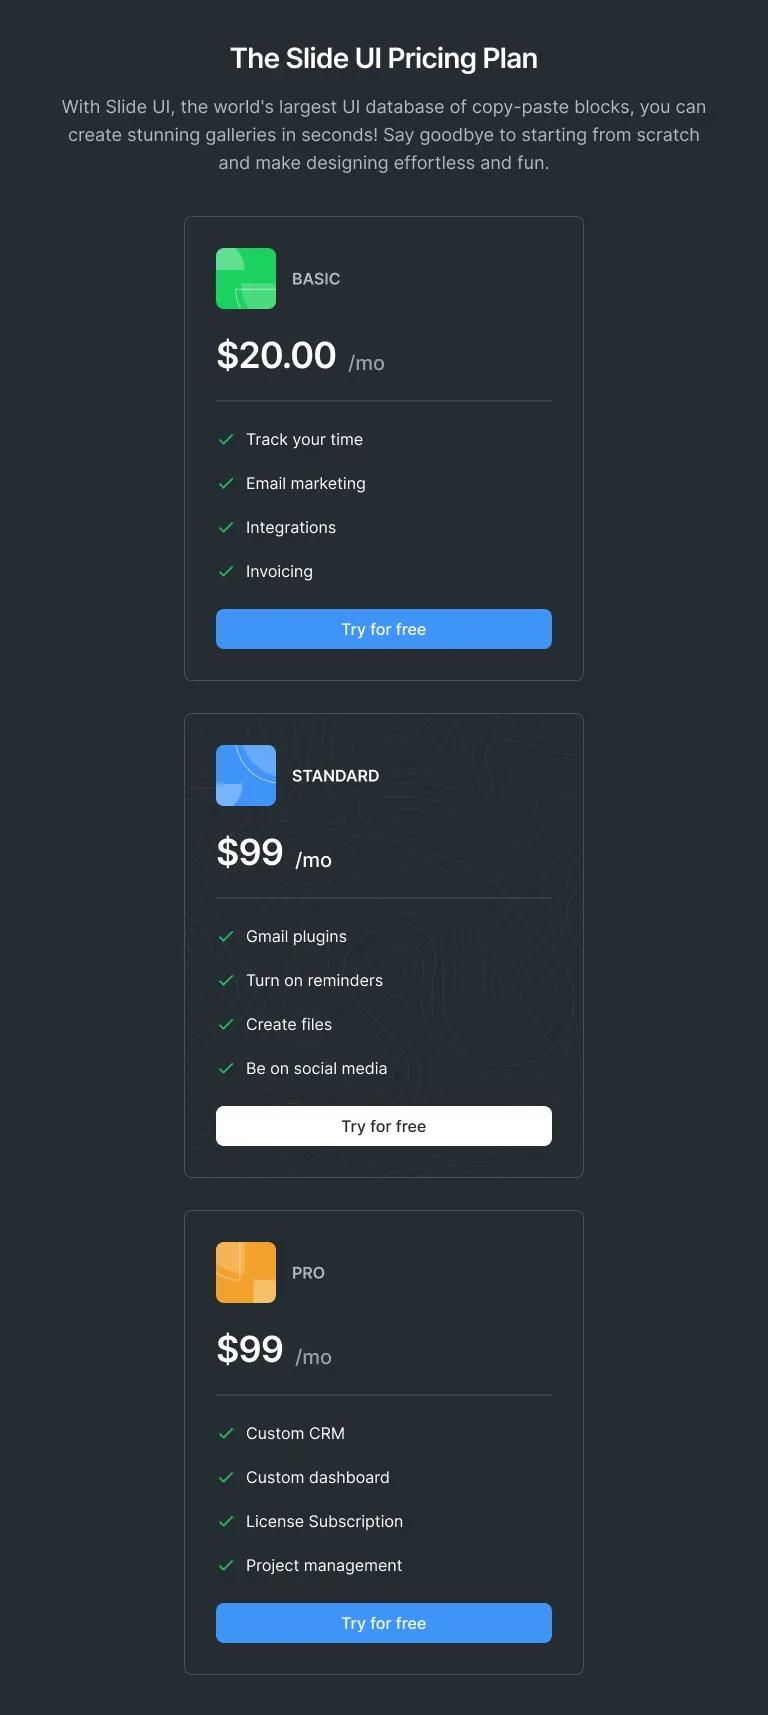 The Slide UI Pricing Plan
With Slide UI, the world's largest UI database of copy-paste blocks, you can
create stunning galleries in seconds! Say goodbye to starting from scratch
and make designing effortless and fun.
BASIC
$20.00 /mo
Track your time
Email marketing
Integrations
Invoicing
Try for free
STANDARD
$99 /mo
Gmail plugins
Turn on reminders
Create files
Be on social media
Try for free
PRO
$99 /mo
Custom CRM
Custom dashboard
License Subscription
Project management
Try for free